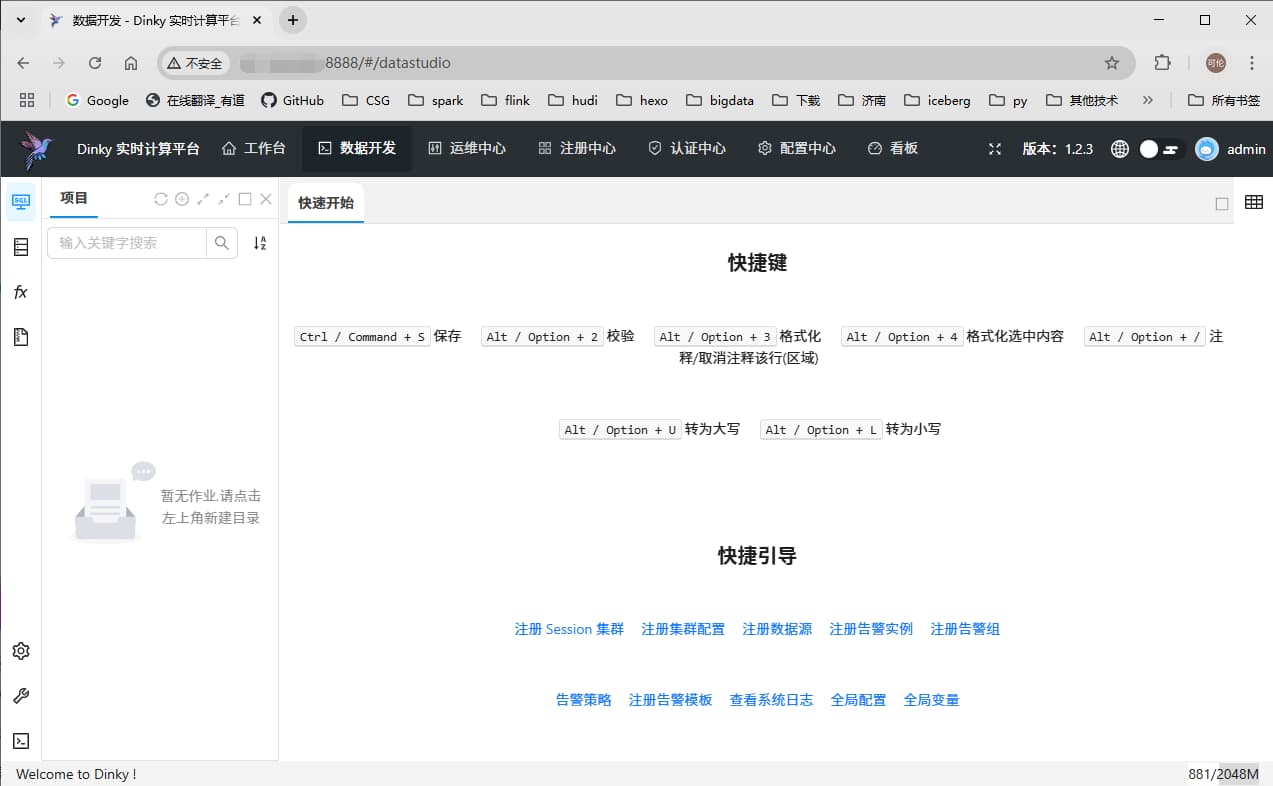 数据开发 - Dinky 实时计算平台
不安全
8888/#/datastudio
可伦
Google 在线翻译_有道 GitHub CSG spark flink hudi hexo bigdata 下载 济南 iceberg py 其他技术 所有书签
Dinky 实时计算平台 工作台 数据开发 运维中心 注册中心 认证中心 配置中心 看板 版本：1.2.3 admin
SQL 项目 快速开始
输入关键字搜索
快捷键
fx
Ctrl / Command + S 保存 Alt / Option + 2 校验 Alt / Option + 3 格式化 Alt / Option + 4 格式化选中内容 Alt / Option + / 注
释/取消注释该行(区域)
Alt / Option + U 转为大写 Alt / Option + L 转为小写
暂无作业,请点击
左上角新建目录
快捷引导
注册 Session 集群 注册集群配置 注册数据源 注册告警实例 注册告警组
告警策略 注册告警模板 查看系统日志 全局配置 全局变量
Welcome to Dinky ! 881/2048M